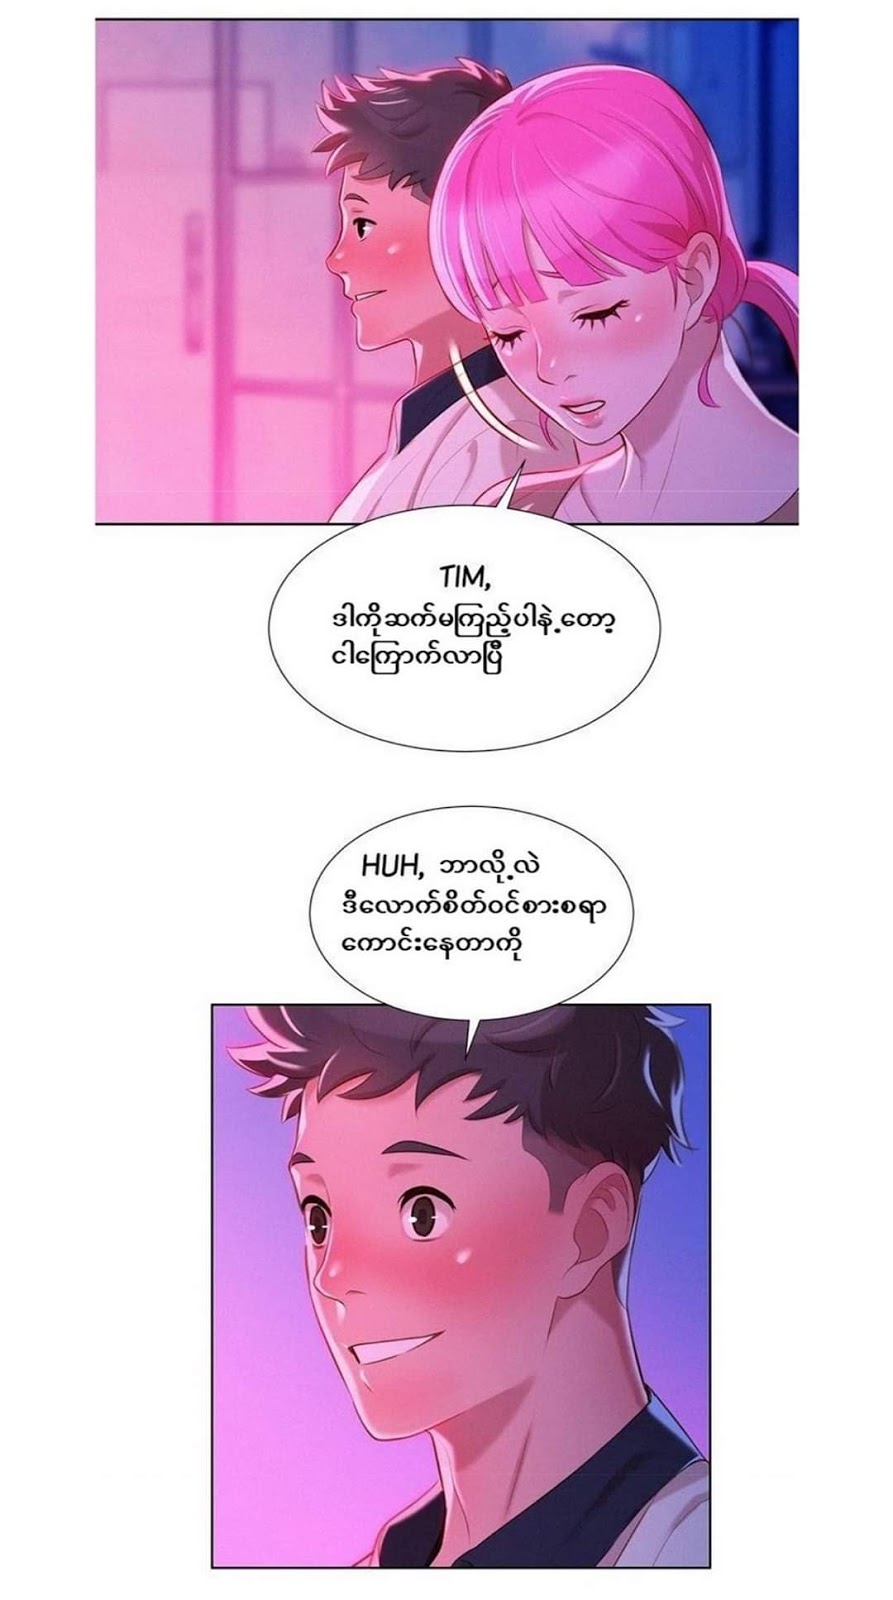 TIM,
ဒါကိုဆက်မကြည့်ပါနဲ့တော့
ငါကြောက်လာပြီ
HUH, ဘာလို့လဲ
ဒီလောက်စိတ်ဝင်စားစရာ
ကောင်းနေတာကို